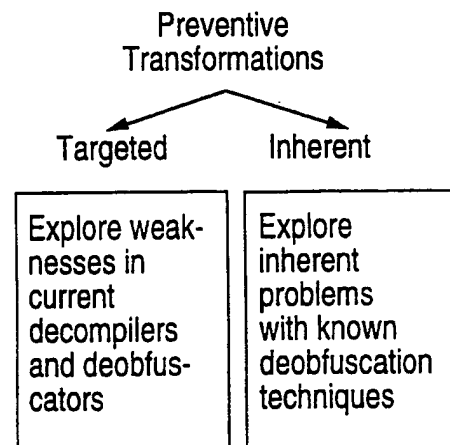 Preventive
Transformations
Targeted
Inherent
Explore weak-
nesses in
current
decompilers
and deobfus-
cators
Explore
inherent
problems
with known
deobfuscation
techniques